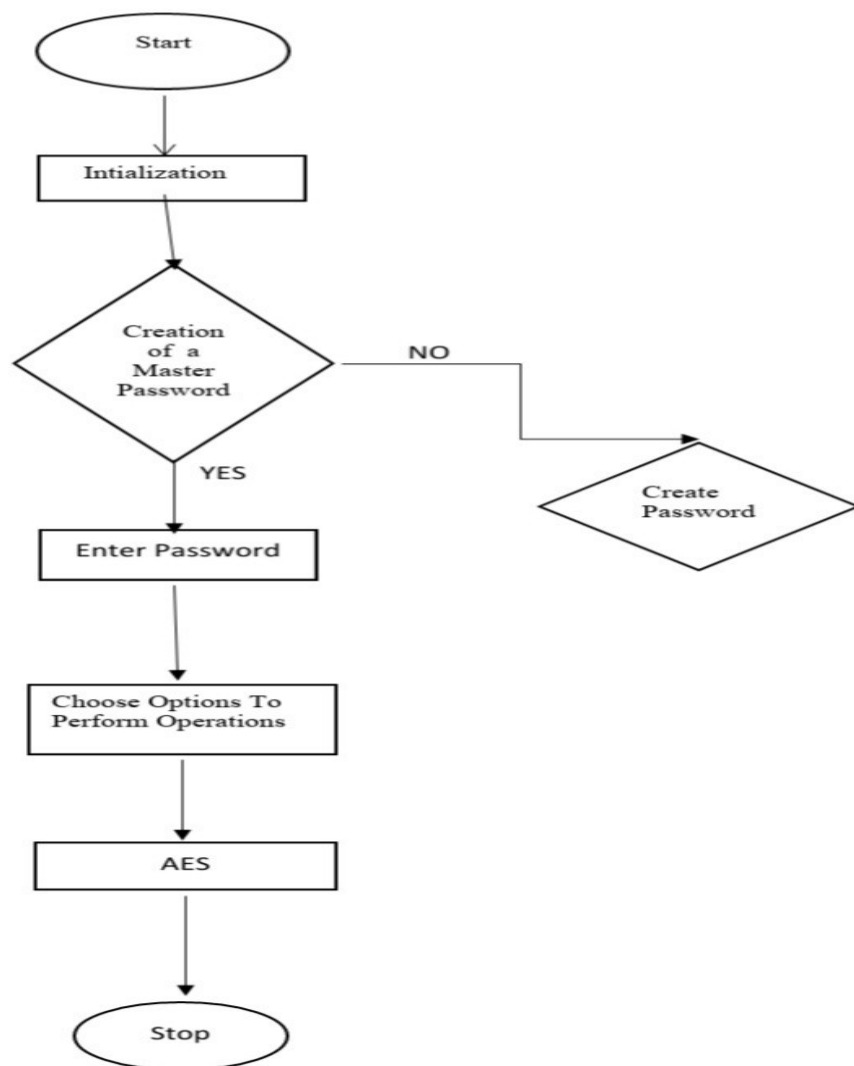 Start
Intialization
Creation
of a
Master
Password
NO
YES
Create
Password
Enter Password
Choose Options To
Perform Operations
AES
Stop